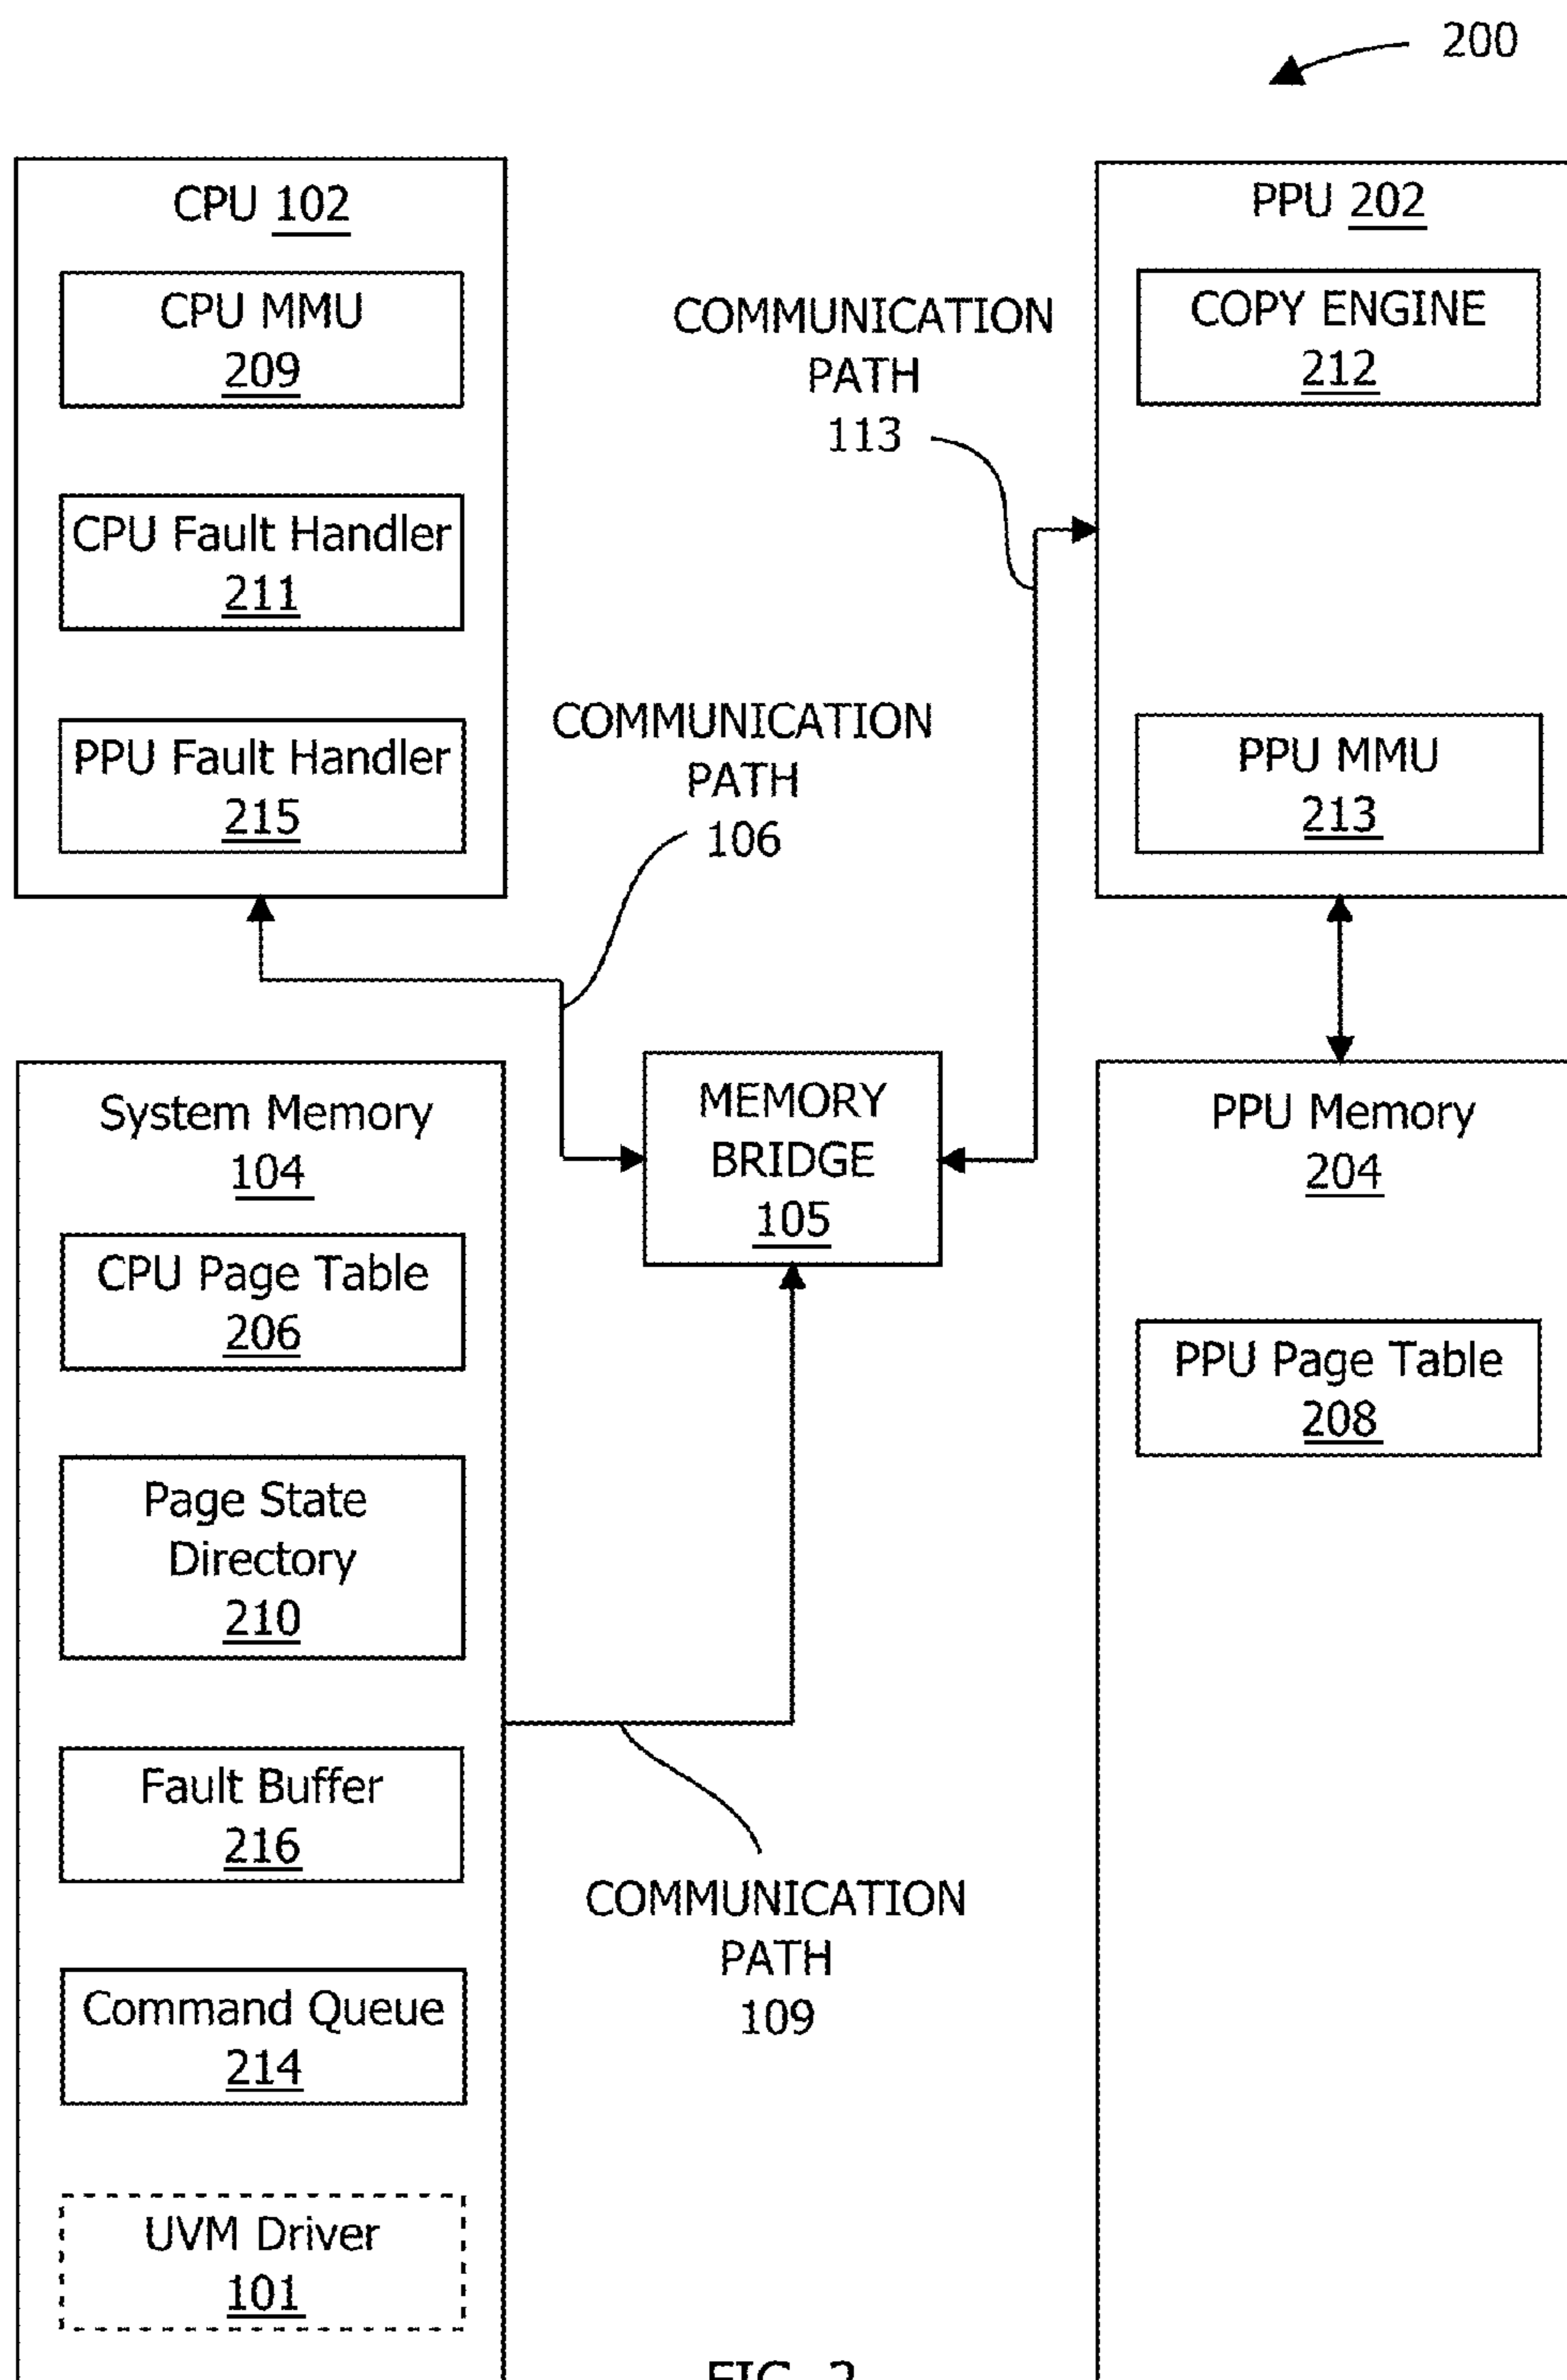 200
CPU 102
CPU MMU
209
CPU Fault Handler
211
PPU Fault Handler
215
COMMUNICATION
PATH
113
PPU 202
COPY ENGINE
212
PPU MMU
213
COMMUNICATION
PATH
106
System Memory
104
CPU Page Table
206
Page State
Directory
210
Fault Buffer
216
Command Queue
214
UVM Driver
101
MEMORY
BRIDGE
105
COMMUNICATION
PATH
109
PPU Memory
204
PPU Page Table
208
FIG. 2